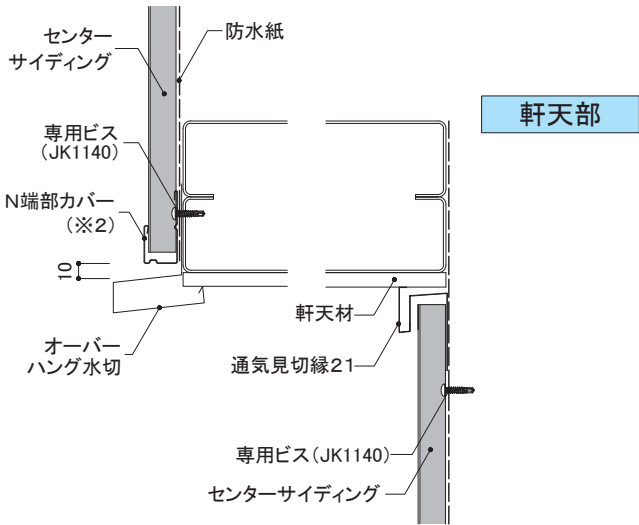 センター
サイディング
防水紙
軒天部
専用ビス
(JK1140)
N端部カバー
(※2)
10
軒天材
オーバー
ハング水切
通気見切縁21
専用ビス(JK1140)
センターサイディング